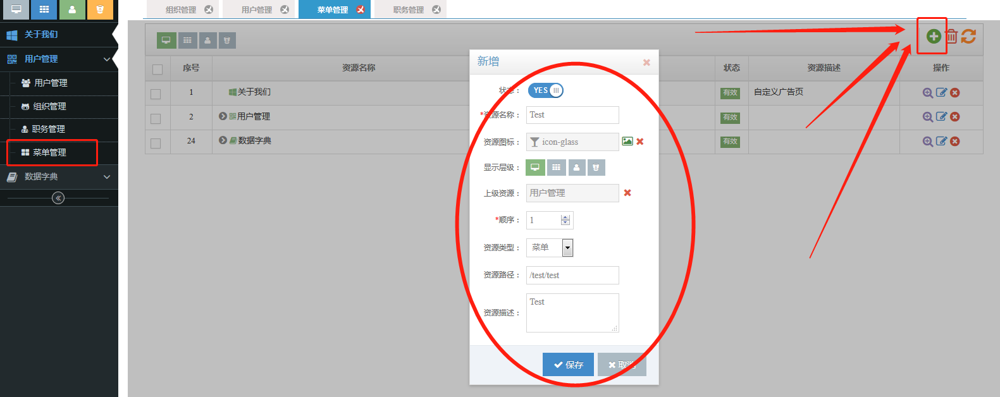 组织管理
用户管理
菜单管理
职务管理
关于我们
用户管理
用户管理
组织管理
职务管理
菜单管理
数据字典
序号
资源名称
状态
资源描述
操作
1
关于我们
有效
自定义广告页
2
用户管理
有效
24
数据字典
有效
新增
状态：
YES
*资源名称：
Test
资源图标：
icon-glass
显示层级：
上级资源：
用户管理
*顺序：
1
资源类型：
菜单
资源路径：
/test/test
资源描述：
Test
保存
取消